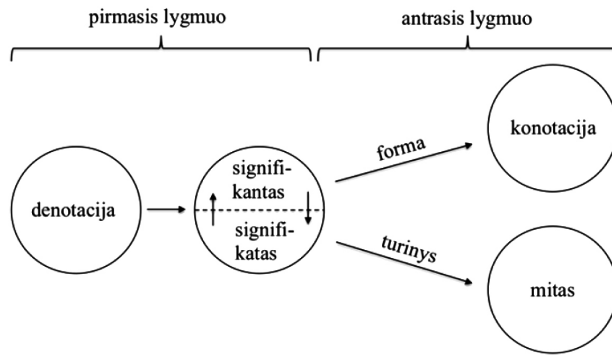 pirmasis lygmuo
antrasis lygmuo
denotacija
signifi-
kantas
signifi-
katas
forma
turinys
konotacija
mitas